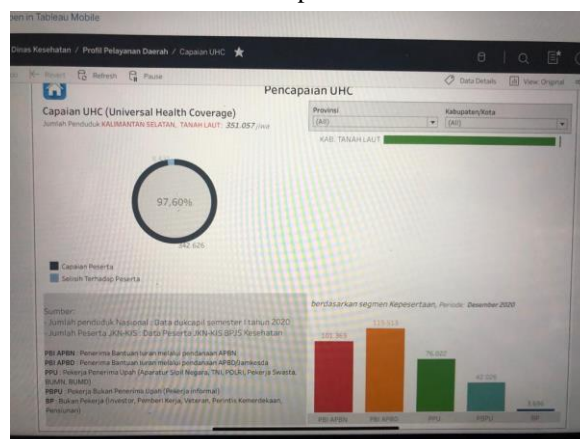 en in Tableau Mobile
Dinas Kesehatan / Profil Pelayanan Daerah / Capaian UHC
Revert Refresh Pause
Data Details View: Original
Pencapaian UHC
Capaian UHC (Universal Health Coverage)
Jumlah Penduduk KALIMANTAN SELATAN, TANAH LAUT: 351.057
Provinsi
(All)
Kabupaten/Kota
(All)
KAB. TANAH LAUT
97,60%
342.626
Capaian Peserta
Selisih Terhadap Peserta
Sumber:
- Jumlah penduduk Nasional : Data dukcapil semester I tahun 2020
- Jumlah Peserta JKN-KIS : Data Peserta JKN-KIS BPJS Kesehatan
PBI APBN : Penerima Bantuan Iuran melalui pendanaan APBN
PBI APBD : Penerima Bantuan Iuran melalui pendanaan APBD/Jamkesda
PPU : Pekerja Penerima Upah (Aparatur Sipil Negara, TNI, POLRI, Pekerja Swasta,
BUMN, BUMD)
PBPU : Pekerja Bukan Penerima Upah (Pekerja informal)
BP : Bukan Pekerja (Investor, Pemberi Kerja, Veteran, Perintis Kemerdekaan,
Pensiunan)
berdasarkan segmen Kepesertaan, Periode: Desember 2020
PBI APBN PBI APBD PPU PBPU BP